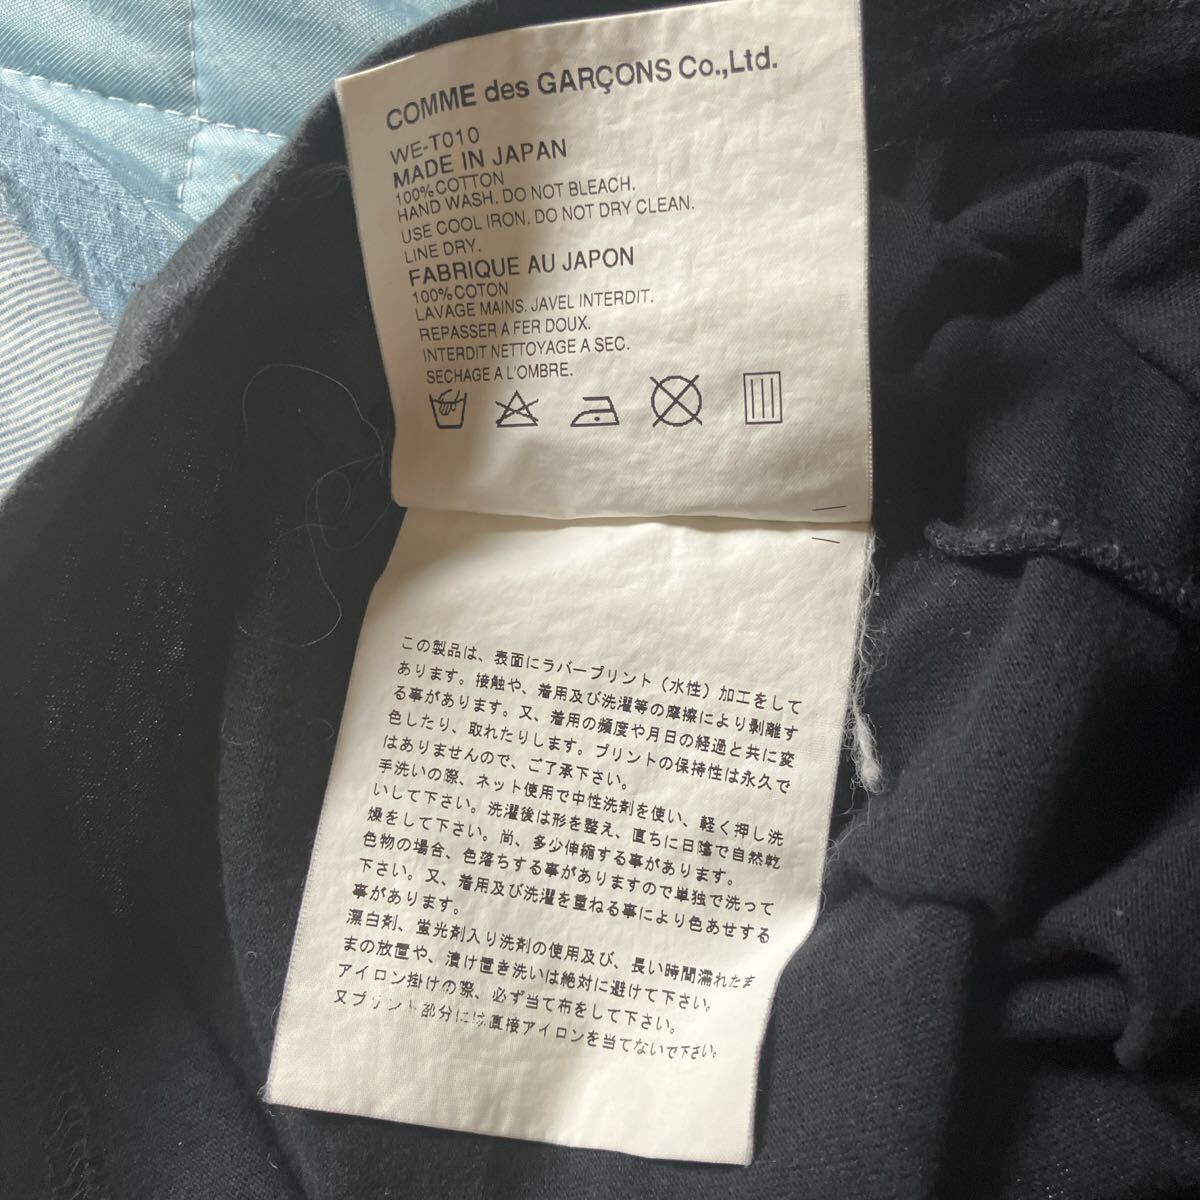 COMME des GARÇONS Co.,Ltd.
WE-T010
MADE IN JAPAN
100% COTTON
HAND WASH. DO NOT BLEACH.
USE COOL IRON. DO NOT DRY CLEAN.
LINE DRY.
FABRIQUE AU JAPON
100% COTON
LAVAGE MAINS. JAVEL INTERDIT.
REPASSER A FER DOUX.
INTERDIT NETTOYAGE A SEC.
SECHAGE A L'OMBRE.
この製品は、表面にラバープリント（水性）加工をして
あります。接触や、着用及び洗濯等の摩擦により剥離す
る事があります。又、着用の頻度や月日の経過と共に変
色したり、取れたりします。プリントの保持性は永久で
はありませんので、ご了承下さい。
手洗いの際、ネット使用で中性洗剤を使い、軽く押し洗
いして下さい。洗濯後は形を整え、直ちに日陰で自然乾
燥をして下さい。尚、多少伸縮する事があります。
色物の場合、色落ちする事がありますので単独で洗って
下さい。又、着用及び洗濯を重ねる事により色あせする
事があります。
漂白剤、蛍光剤入り洗剤の使用及び、長い時間濡れたま
まの放置や、漬け置き洗いは絶対に避けて下さい。
アイロン掛けの際、必ず当て布をして下さい。
又プリント部分には直接アイロンを当てないで下さい。